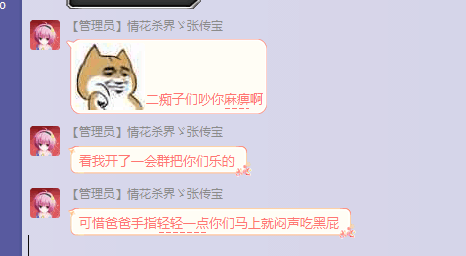 【管理员】情花杀界ゞ张传宝
二痴子们吵你麻痹啊
【管理员】情花杀界ゞ张传宝
看我开了一会群把你们乐的
【管理员】情花杀界ゞ张传宝
可惜爸爸手指轻轻一点你们马上就闷声吃黑屁